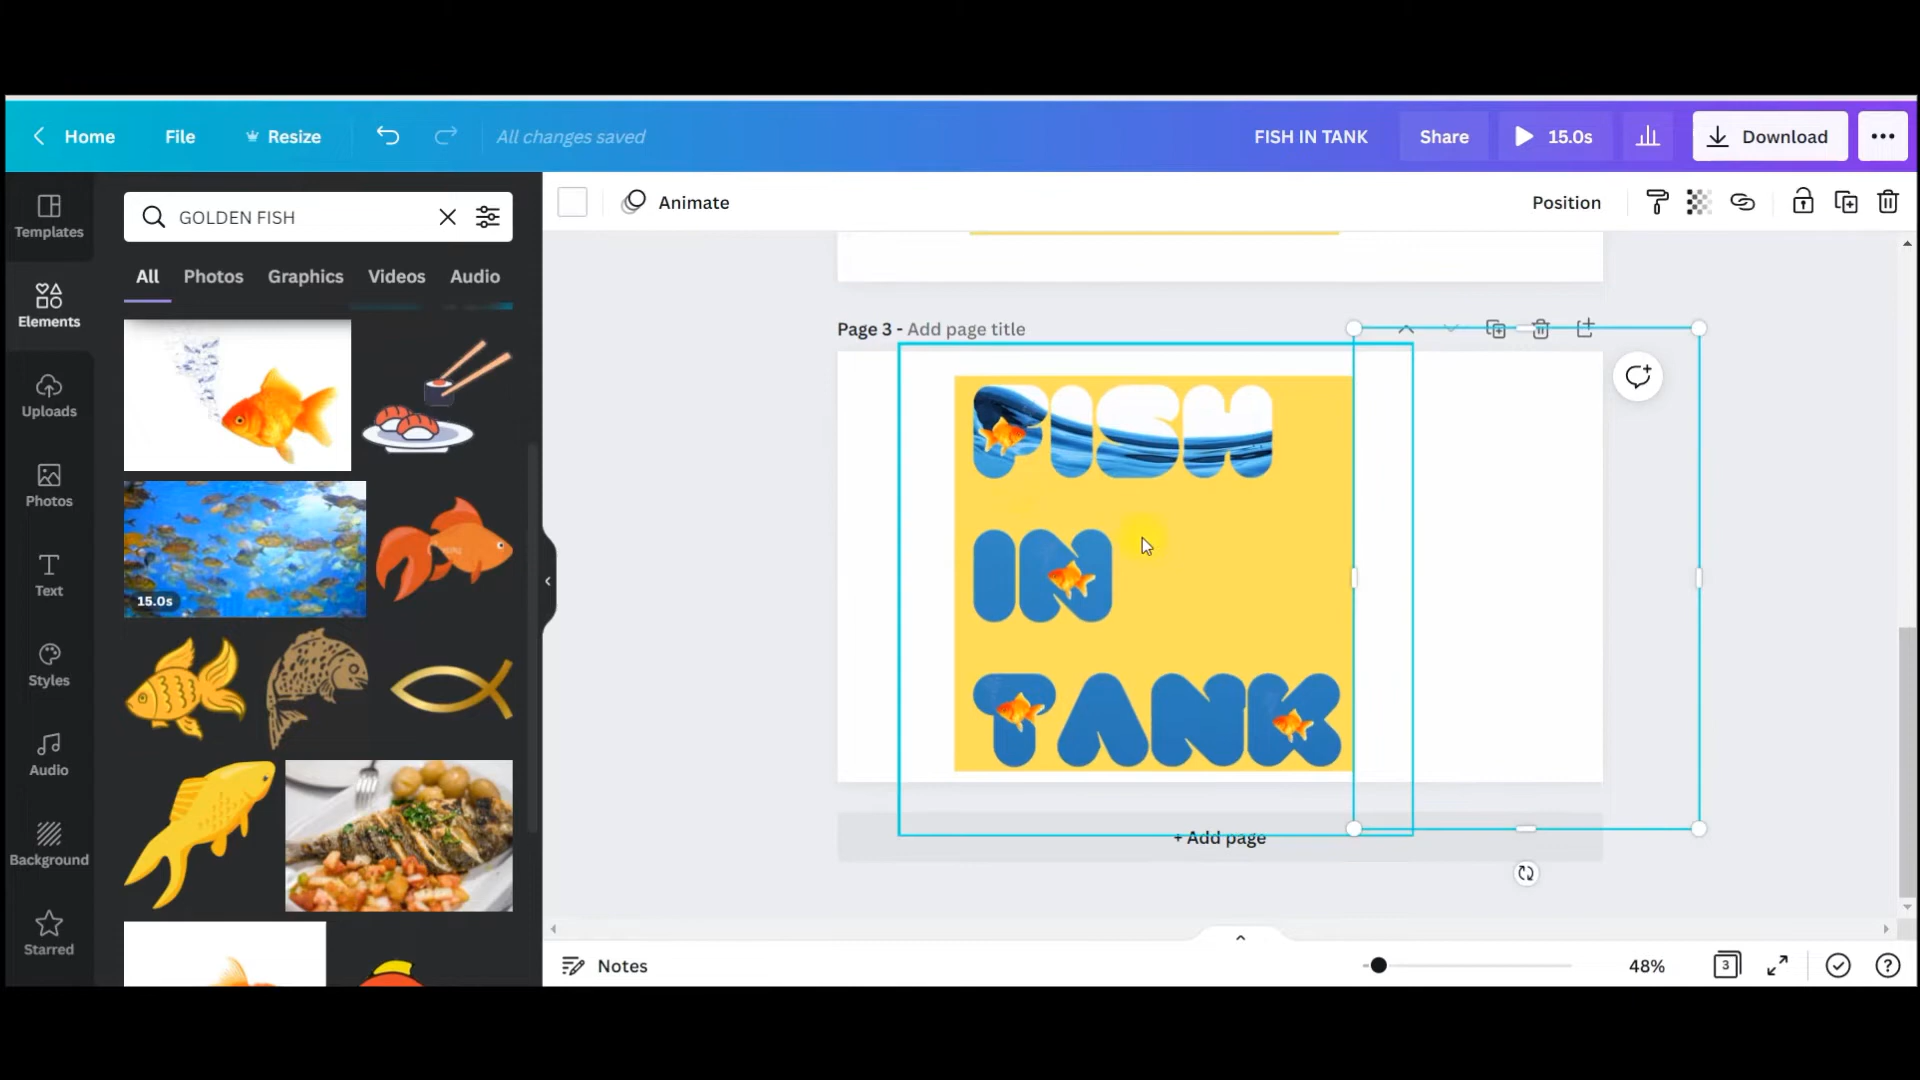 Home
File
Resize
All changes saved
FISH IN TANK
Share
15.0s
Download
Templates
Elements
Uploads
Photos
Text
Styles
Audio
Background
Starred
GOLDEN FISH
All
Photos
Graphics
Videos
Audio
15.0s
Animate
Position
Page 3 - Add page title
FISH
IN
TANK
+ Add page
Notes
48%
3